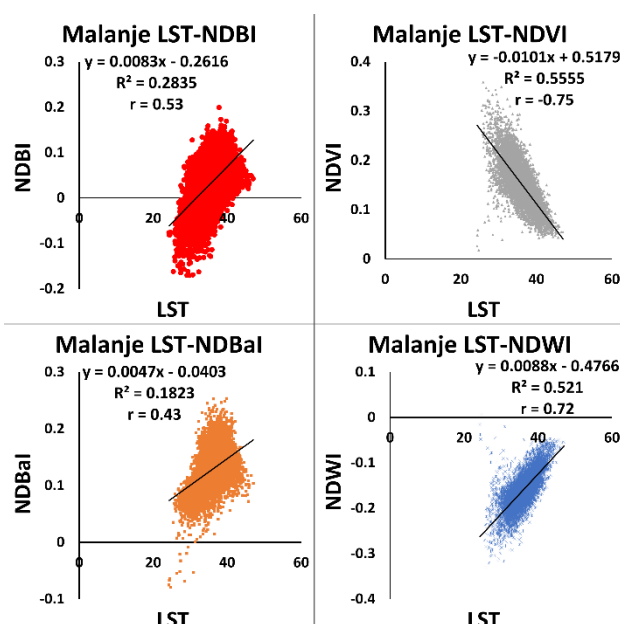 Malanje LST-NDBI
y = 0.0083x - 0.2616
R² = 0.2835
r = 0.53
0.3
0.2
0.1
0
-0.1
-0.2
0
20
40
60
NDBI
LST
Malanje LST-NDVI
y = -0.0101x + 0.5179
R² = 0.5555
r = -0.75
0.4
0.3
0.2
0.1
0
0
20
40
60
NDVI
LST
Malanje LST-NDBaI
y = 0.0047x - 0.0403
R² = 0.1823
r = 0.43
0.3
0.2
0.1
0
-0.1
0
20
40
60
NDBaI
LST
Malanje LST-NDWI
y = 0.0088x - 0.4766
R² = 0.521
r = 0.72
0.1
0
-0.1
-0.2
-0.3
-0.4
0
20
40
60
NDWI
LST